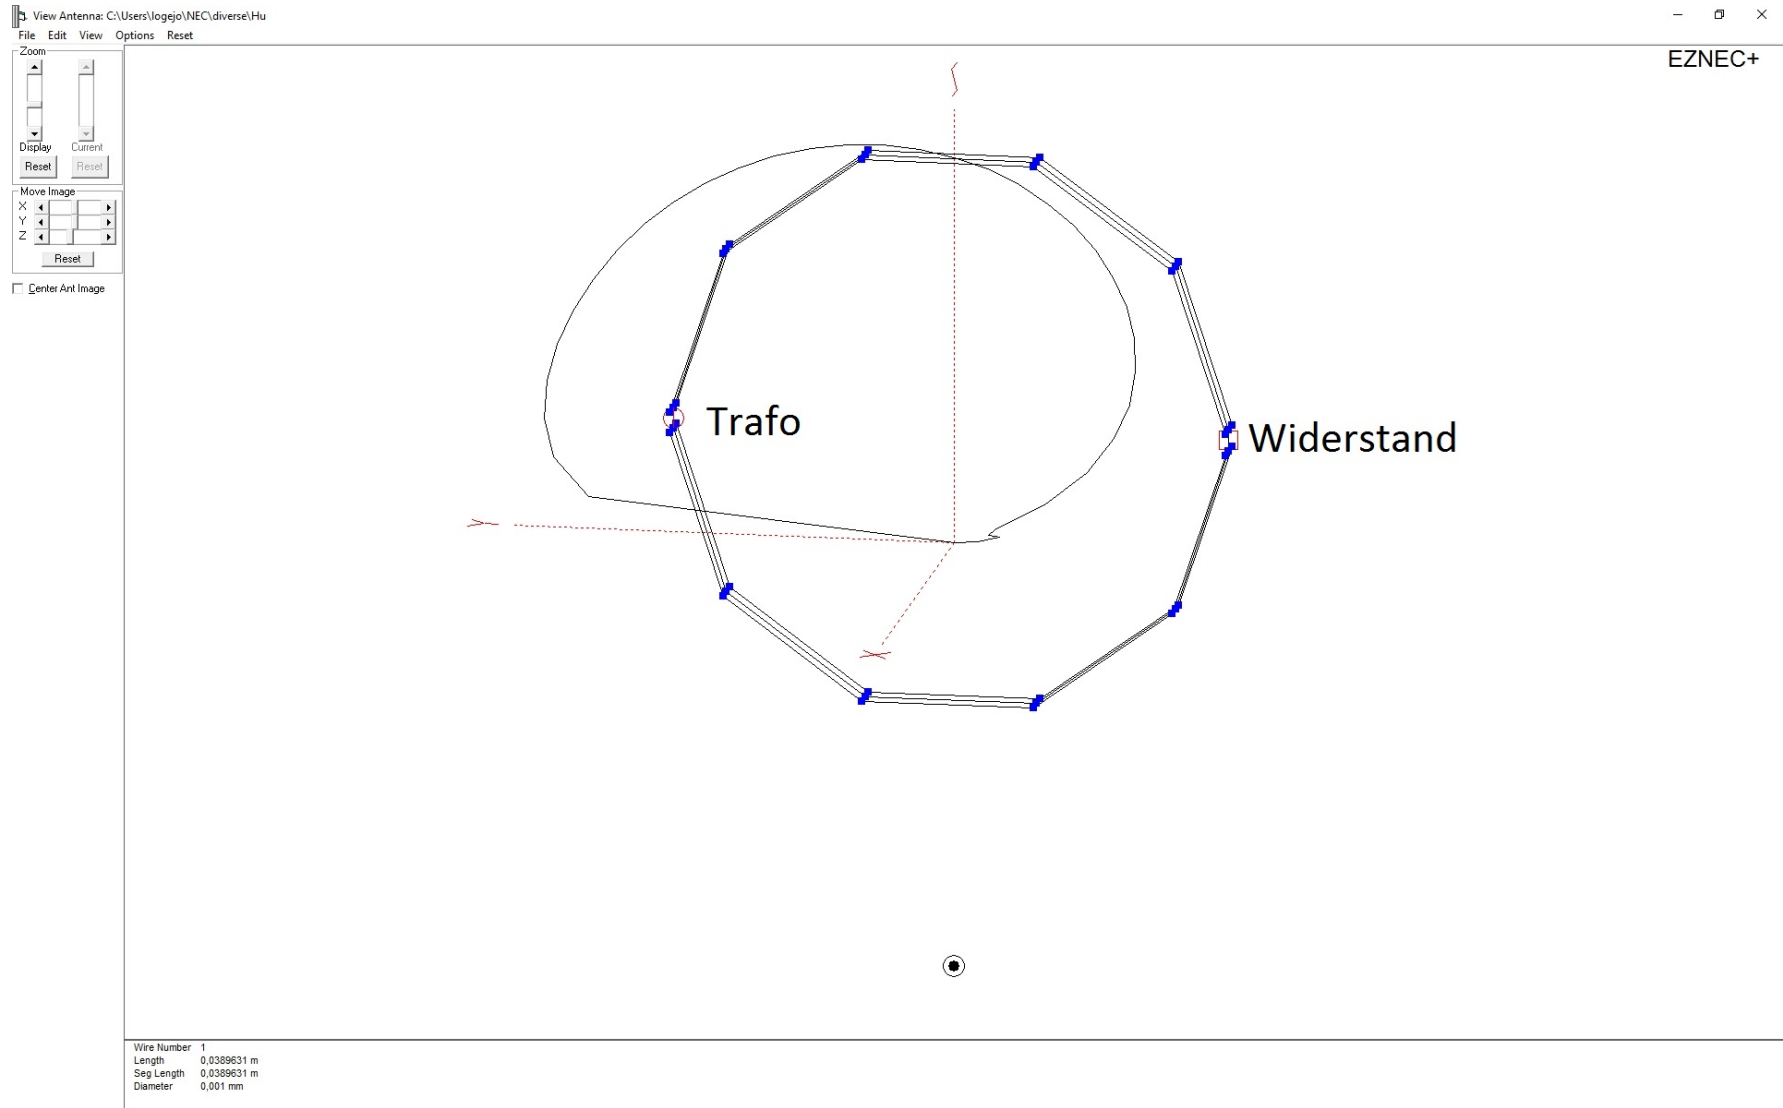 View Antenna: C:\Users\logejo\NEC\diverse\Hu
File Edit View Options Reset
EZNEC+
Zoom
Display Current
Reset Reset
Move Image
X
Y
Z
Reset
Center Ant Image
Trafo
Widerstand
Z
Y
X
Wire Number 1
Length 0,0389631 m
Seg Length 0,0389631 m
Diameter 0,001 mm